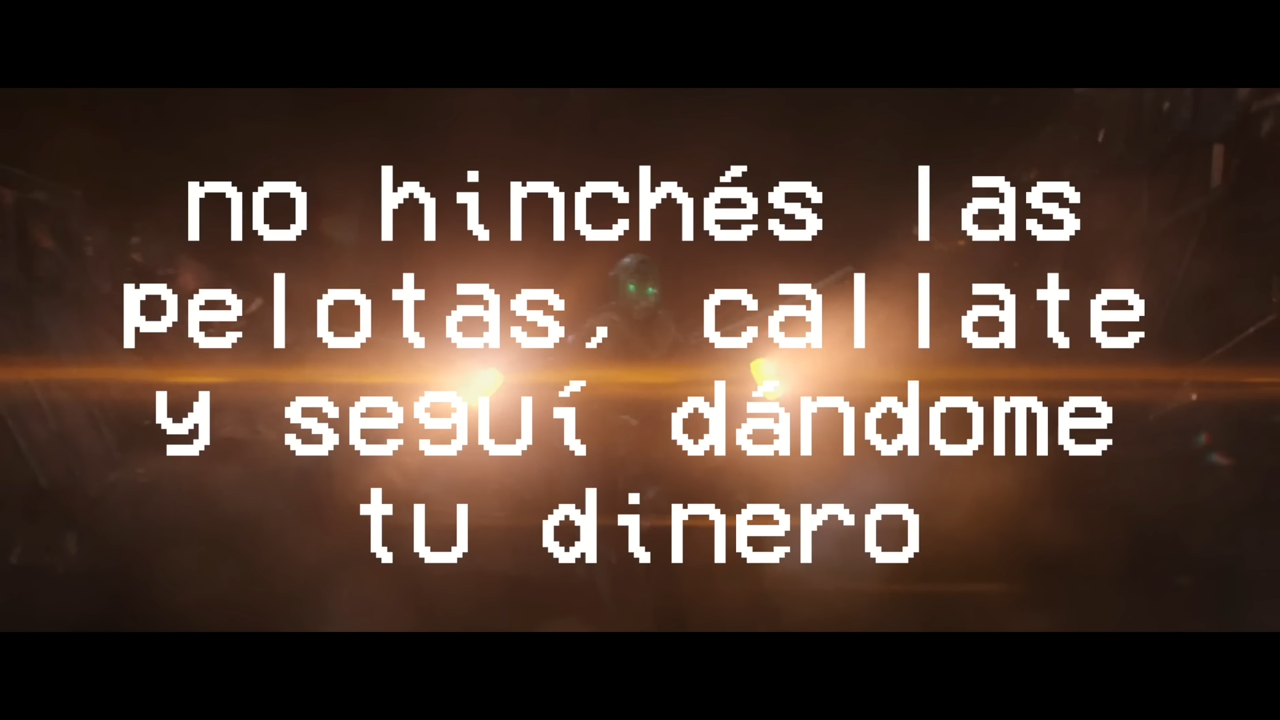 no hinchés las
pelotas, callate
y seguí dándome
tu dinero